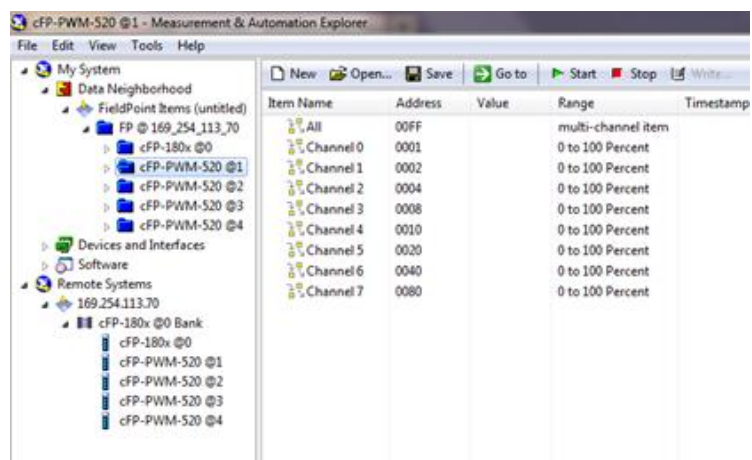 cFP-PWM-520 @1 - Measurement & Automation Explorer
File Edit View Tools Help
My System
Data Neighborhood
FieldPoint Items (untitled)
FP @ 169_254_113_70
cFP-180x @0
cFP-PWM-520 @1
cFP-PWM-520 @2
cFP-PWM-520 @3
cFP-PWM-520 @4
Devices and Interfaces
Software
Remote Systems
169.254.113.70
cFP-180x @0 Bank
cFP-180x @0
cFP-PWM-520 @1
cFP-PWM-520 @2
cFP-PWM-520 @3
cFP-PWM-520 @4
New Open... Save Go to Start Stop Write...
Item Name Address Value Range Timestamp
All 00FF multi-channel item
Channel 0 0001 0 to 100 Percent
Channel 1 0002 0 to 100 Percent
Channel 2 0004 0 to 100 Percent
Channel 3 0008 0 to 100 Percent
Channel 4 0010 0 to 100 Percent
Channel 5 0020 0 to 100 Percent
Channel 6 0040 0 to 100 Percent
Channel 7 0080 0 to 100 Percent